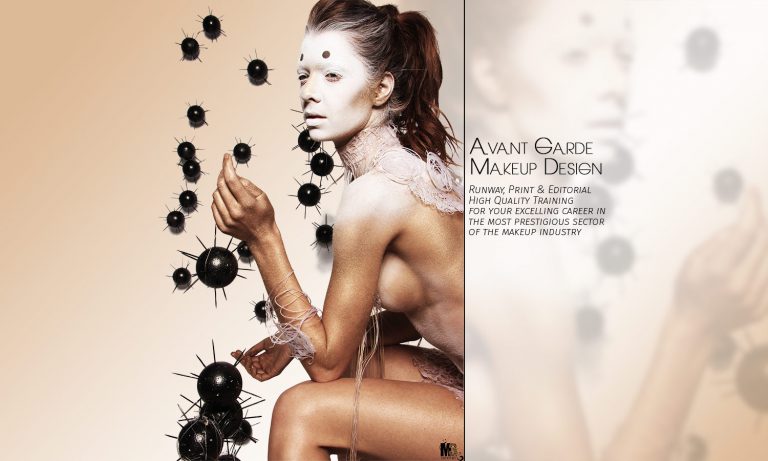 Avant Garde
Makeup Design
Runway, Print & Editorial
High Quality Training
for your excelling career in
the most prestigious sector
of the makeup industry